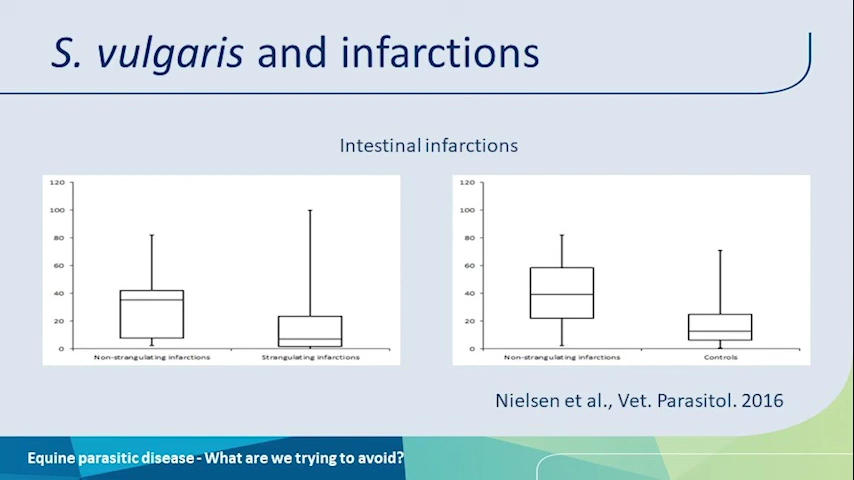 S. vulgaris and infarctions
Intestinal infarctions
120
100
80
60
40
20
0
Non-strangulating infarctions
Strangulating infarctions
120
100
80
60
40
20
0
Non-strangulating infarctions
Controls
Nielsen et al., Vet. Parasitol. 2016
Equine parasitic disease - What are we trying to avoid?